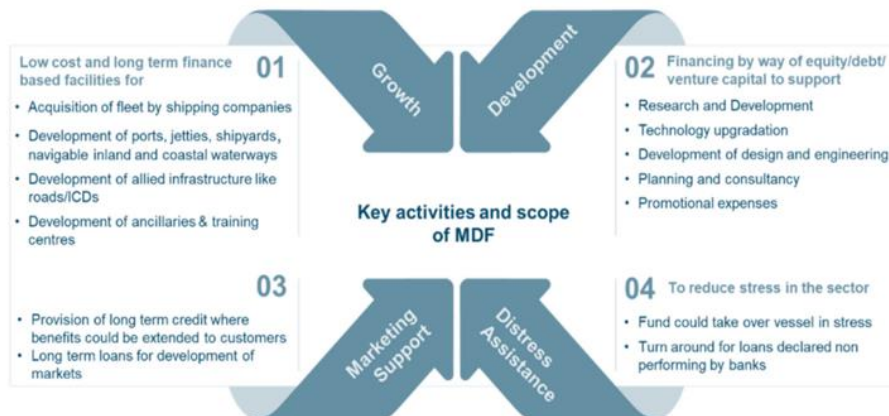 Growth
Development
01
Low cost and long term finance
based facilities for
• Acquisition of fleet by shipping companies
• Development of ports, jetties, shipyards,
navigable inland and coastal waterways
• Development of allied infrastructure like
roads/ICDs
• Development of ancillaries & training
centres
02
Financing by way of equity/debt/
venture capital to support
• Research and Development
• Technology upgradation
• Development of design and engineering
• Planning and consultancy
• Promotional expenses
Key activities and scope
of MDF
03
• Provision of long term credit where
benefits could be extended to customers
• Long term loans for development of
markets
Marketing
Support
Distress
Assistance
04
To reduce stress in the sector
• Fund could take over vessel in stress
• Turn around for loans declared non
performing by banks